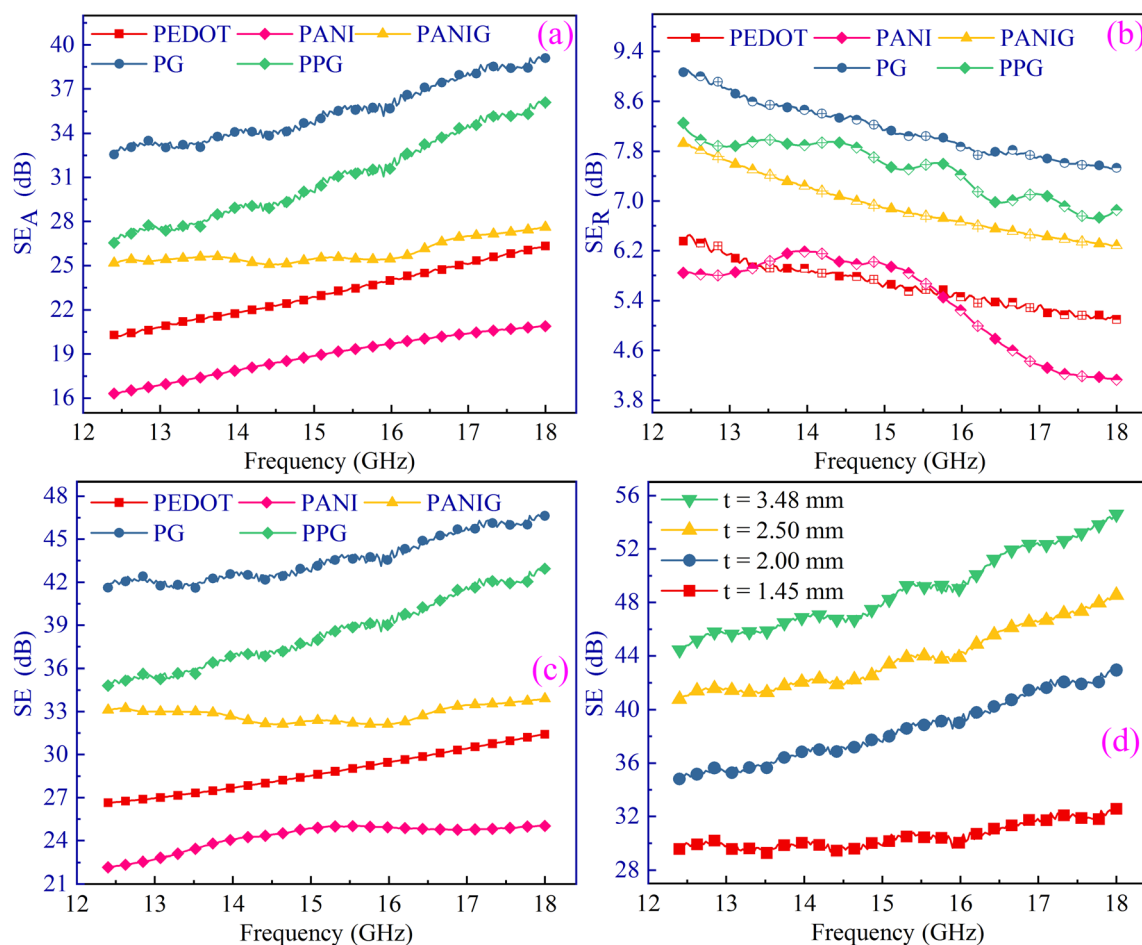 PEDOT PANI PANIG
PG PPG
(a)
SE_A (dB)
40
37
34
31
28
25
22
19
16
12 13 14 15 16 17 18
Frequency (GHz)
PEDOT PANI PANIG
PG PPG
(b)
SE_R (dB)
9.4
8.6
7.8
7.0
6.2
5.4
4.6
3.8
12 13 14 15 16 17 18
Frequency (GHz)
PEDOT PANI PANIG
PG PPG
(c)
SE (dB)
48
45
42
39
36
33
30
27
24
21
12 13 14 15 16 17 18
Frequency (GHz)
t = 3.48 mm
t = 2.50 mm
t = 2.00 mm
t = 1.45 mm
(d)
SE (dB)
56
52
48
44
40
36
32
28
12 13 14 15 16 17 18
Frequency (GHz)